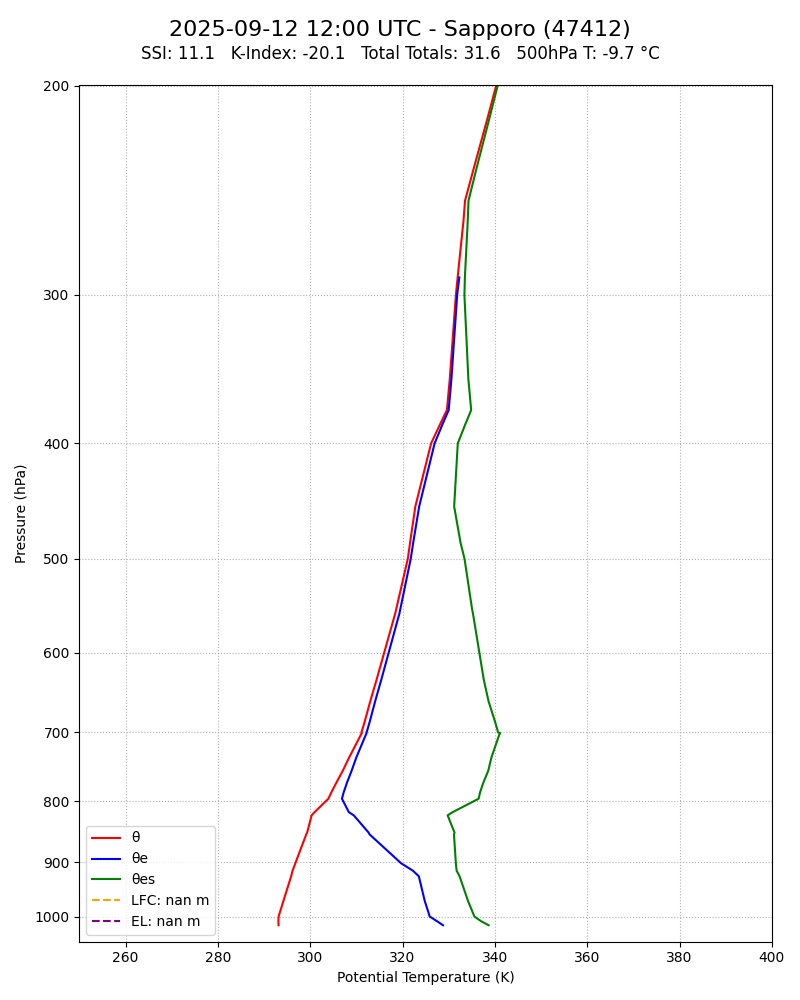 2025-09-12 12:00 UTC - Sapporo (47412)
SSI: 11.1   K-Index: -20.1   Total Totals: 31.6   500hPa T: -9.7 °C
200
300
400
500
600
700
800
900
1000
Pressure (hPa)
θ
θe
θes
LFC: nan m
EL: nan m
260
280
300
320
340
360
380
400
Potential Temperature (K)